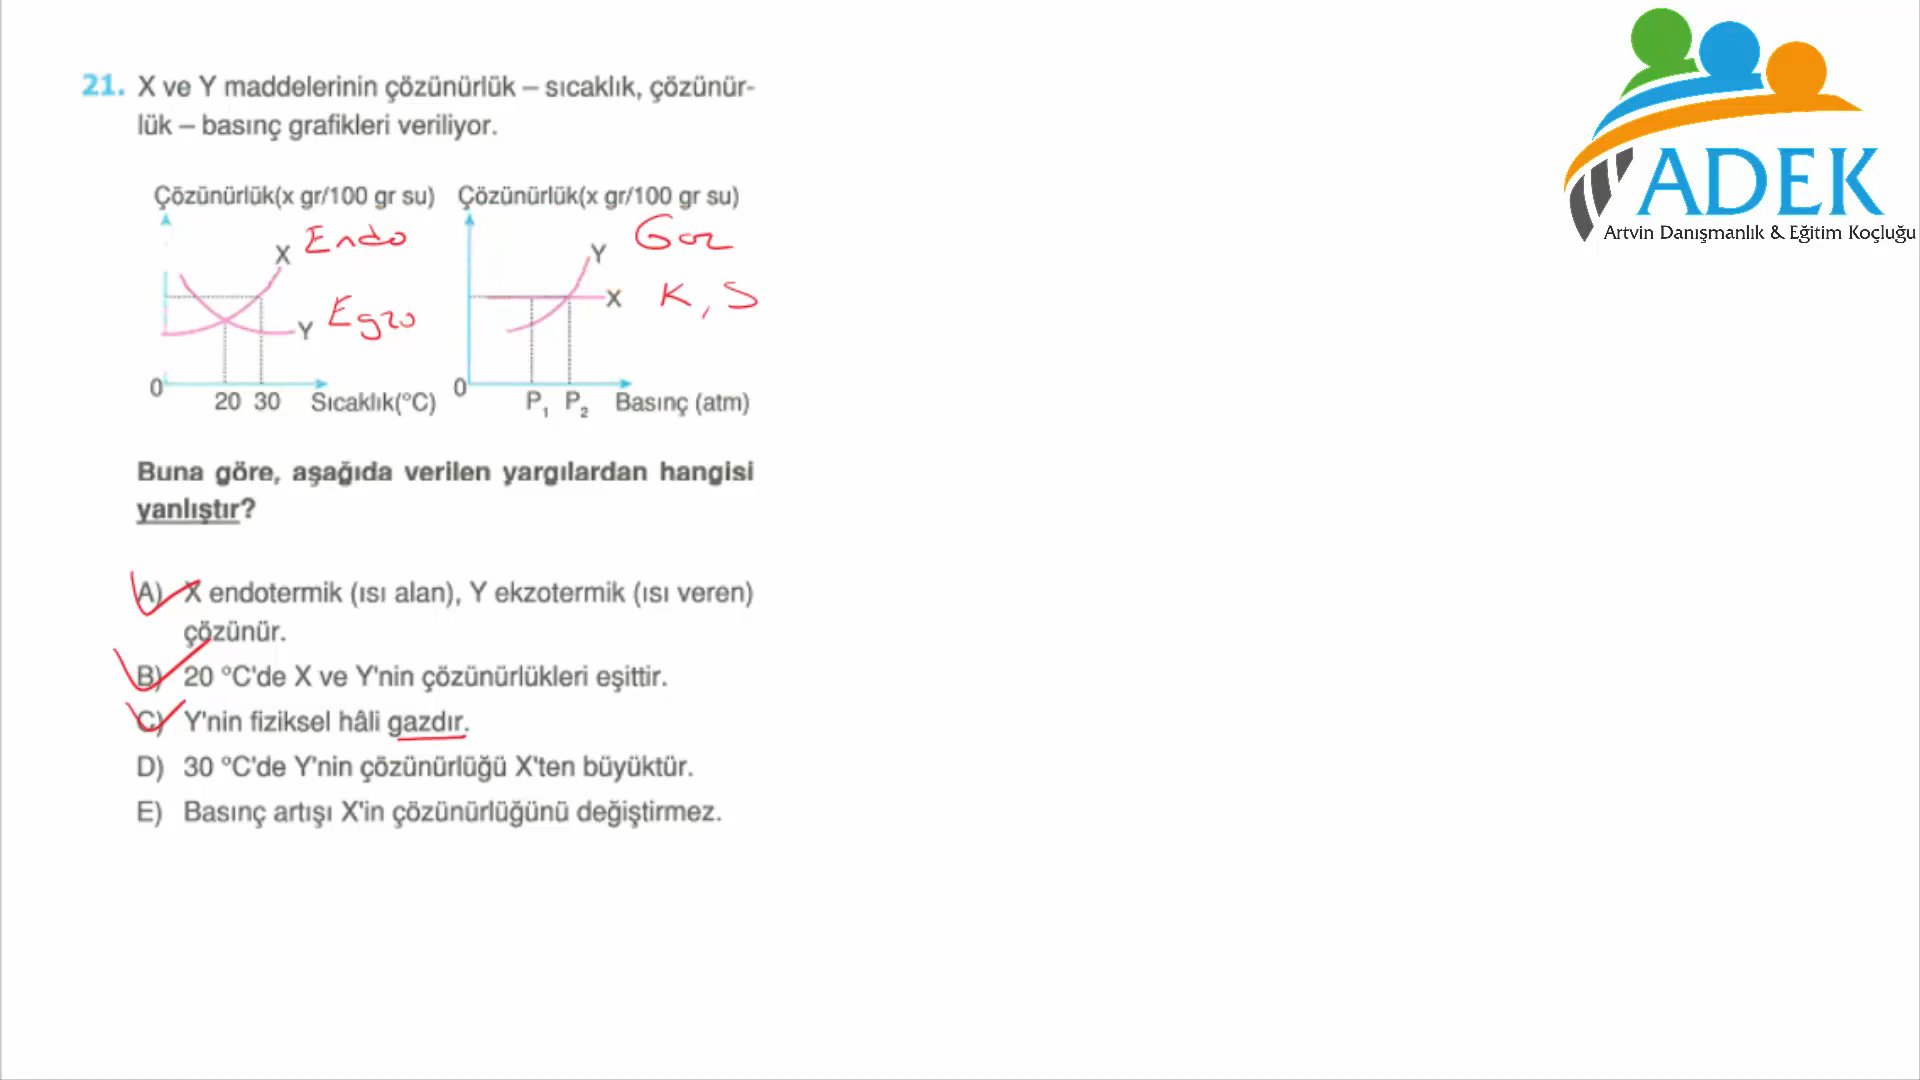 21. X ve Y maddelerinin çözünürlük – sıcaklık, çözünür-
lük – basınç grafikleri veriliyor.
Çözünürlük(x gr/100 gr su)
X Endo
Y Egzo
0
20 30 Sıcaklık(°C)
Çözünürlük(x gr/100 gr su)
Y Gaz
X K, S
0
P1 P2 Basınç (atm)
Buna göre, aşağıda verilen yargılardan hangisi
yanlıştır?
A) X endotermik (ısı alan), Y ekzotermik (ısı veren)
çözünür.
B) 20 °C'de X ve Y'nin çözünürlükleri eşittir.
C) Y'nin fiziksel hâli gazdır.
D) 30 °C'de Y'nin çözünürlüğü X'ten büyüktür.
E) Basınç artışı X'in çözünürlüğünü değiştirmez.
ADEK
Artvin Danışmanlık & Eğitim Koçluğu